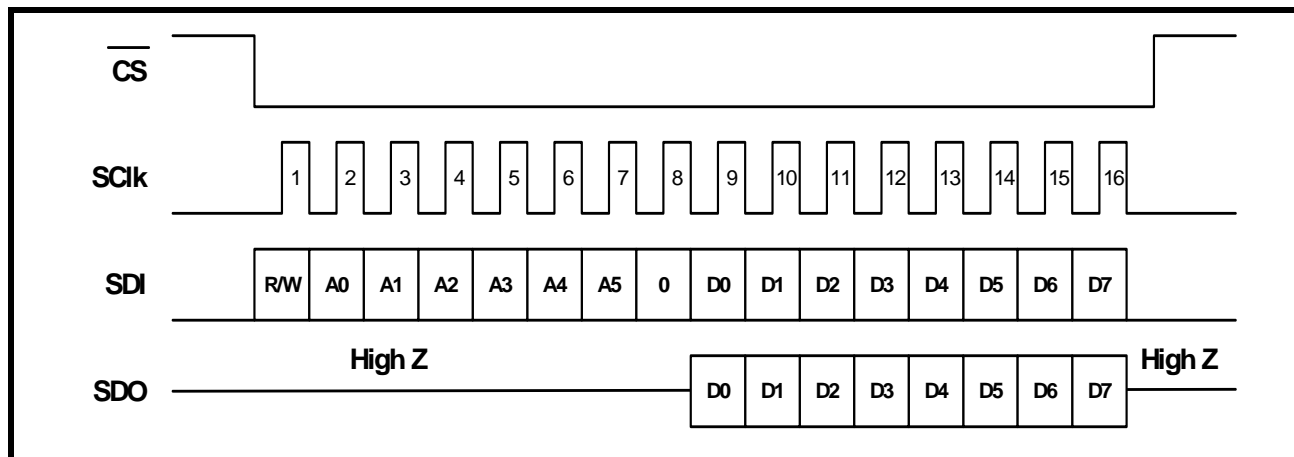 CS
SClk 1 2 3 4 5 6 7 8 9 10 11 12 13 14 15 16
SDI R/W A0 A1 A2 A3 A4 A5 0 D0 D1 D2 D3 D4 D5 D6 D7
High Z High Z
SDO D0 D1 D2 D3 D4 D5 D6 D7